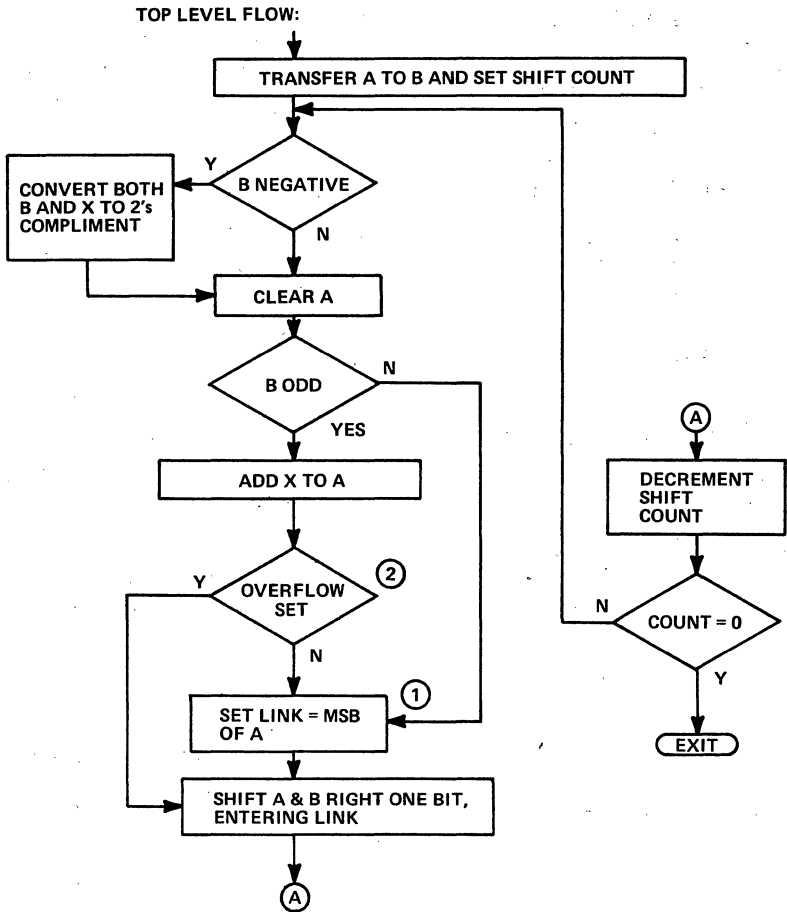 TOP LEVEL FLOW:
TRANSFER A TO B AND SET SHIFT COUNT
B NEGATIVE
Y
N
CONVERT BOTH
B AND X TO 2's
COMPLIMENT
CLEAR A
B ODD
N
YES
ADD X TO A
OVERFLOW
SET
2
Y
N
1
SET LINK = MSB
OF A
SHIFT A & B RIGHT ONE BIT,
ENTERING LINK
A
A
DECREMENT
SHIFT
COUNT
COUNT = 0
N
Y
EXIT